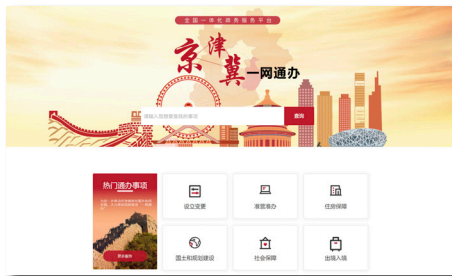 全国一体化政务服务平台
京津冀
一网通办
查询
热门通办事项
设立变更
准营准办
住房保障
国土和规划建设
社会保障
出境入境